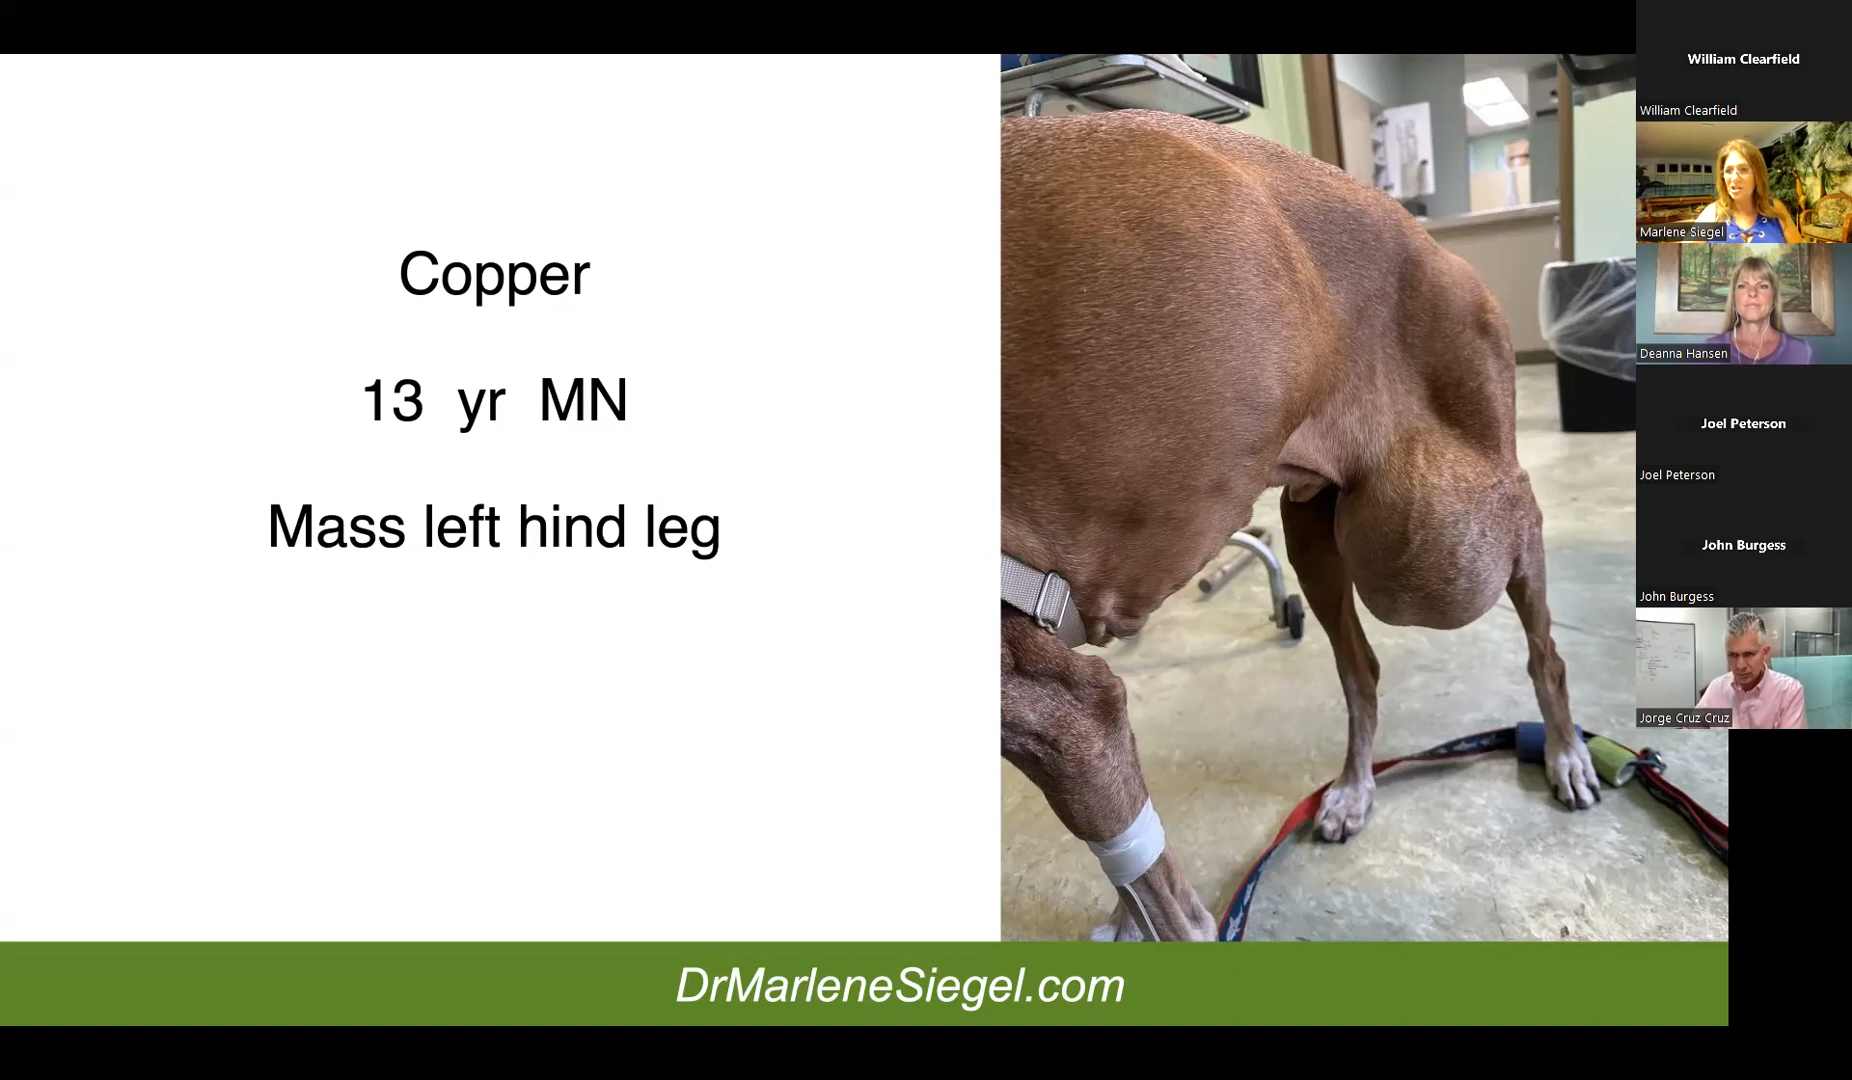 Copper
13 yr MN
Mass left hind leg
DrMarleneSiegel.com
William Clearfield
William Clearfield
Marlene Siegel
Deanna Hansen
Joel Peterson
Joel Peterson
John Burgess
John Burgess
Jorge Cruz Cruz